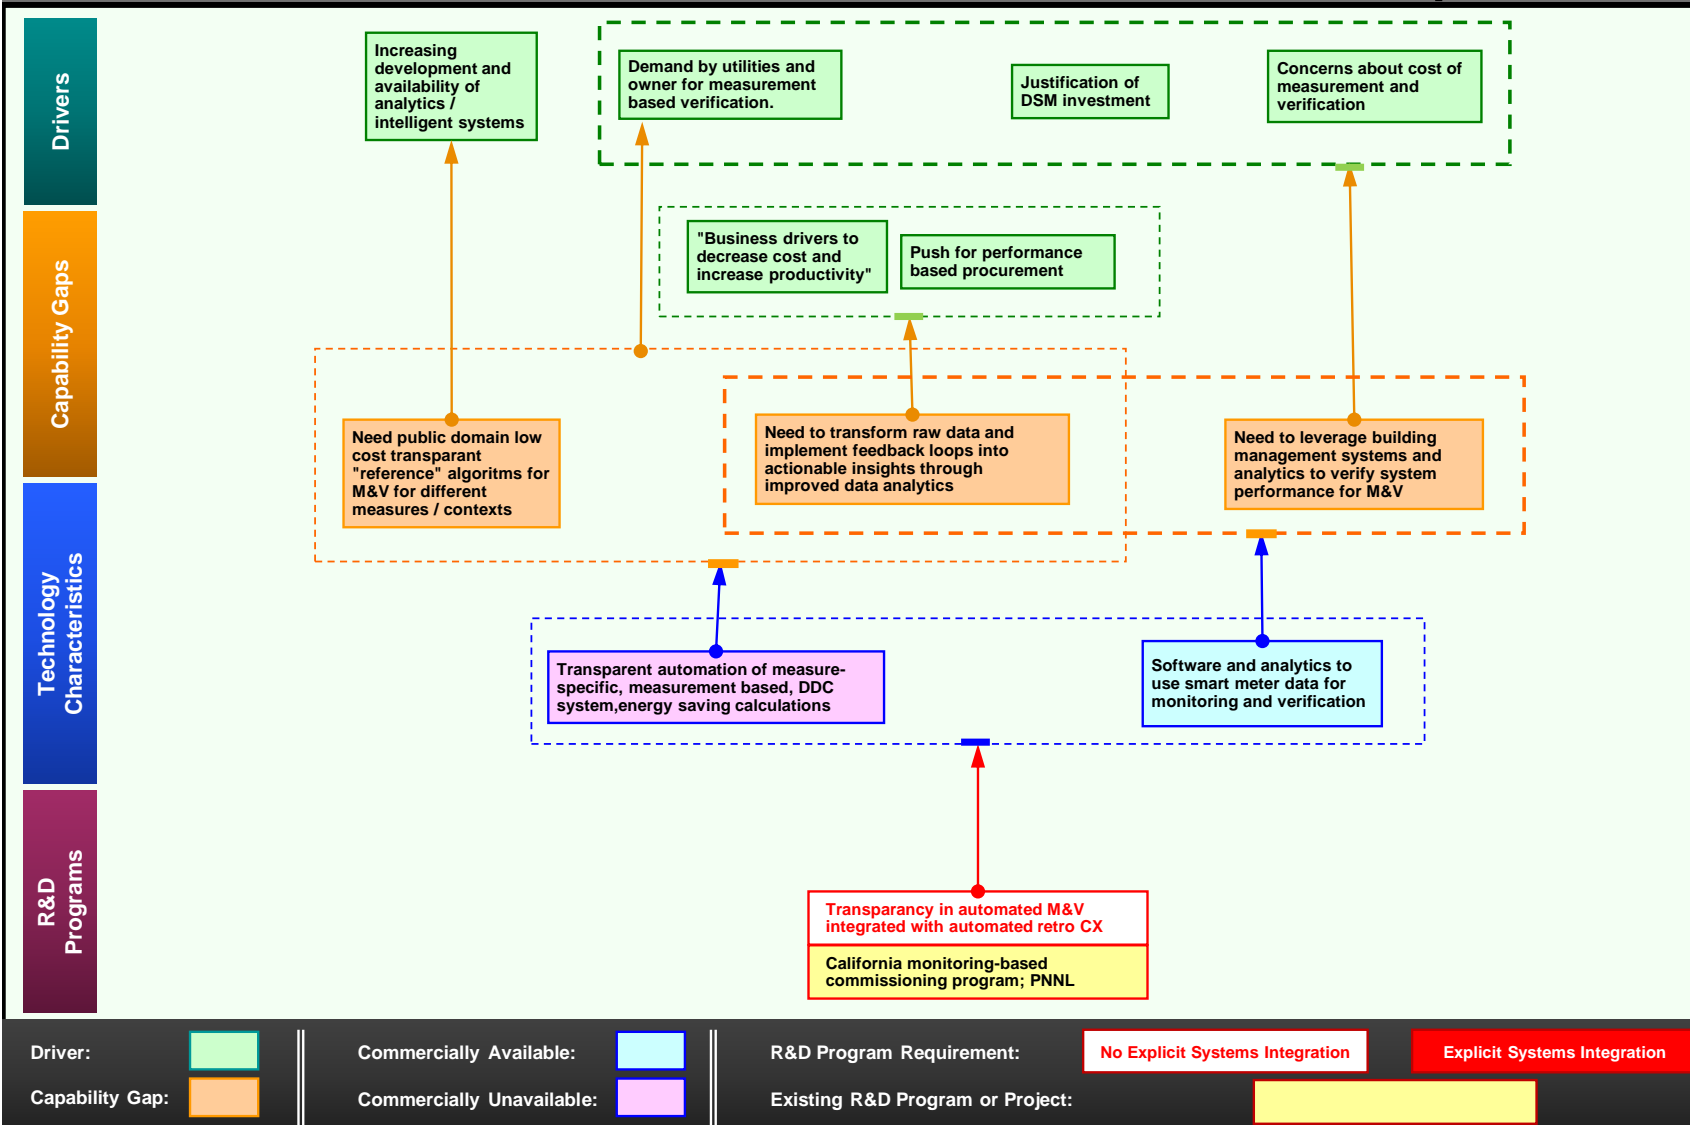 Drivers
Increasing
development and
availability of
analytics /
intelligent systems
Demand by utilities and
owner for measurement
based verification.
Justification of
DSM investment
Concerns about cost of
measurement and
verification
Capability Gaps
"Business drivers to
decrease cost and
increase productivity"
Push for performance
based procurement
Need public domain low
cost transparant
"reference" algoritms for
M&V for different
measures / contexts
Need to transform raw data and
implement feedback loops into
actionable insights through
improved data analytics
Need to leverage building
management systems and
analytics to verify system
performance for M&V
Technology
Characteristics
Transparent automation of measure-
specific, measurement based, DDC
system,energy saving calculations
Software and analytics to
use smart meter data for
monitoring and verification
R&D
Programs
Transparancy in automated M&V
integrated with automated retro CX
California monitoring-based
commissioning program; PNNL
Driver:
Capability Gap:
Commercially Available:
Commercially Unavailable:
R&D Program Requirement:
No Explicit Systems Integration
Explicit Systems Integration
Existing R&D Program or Project: